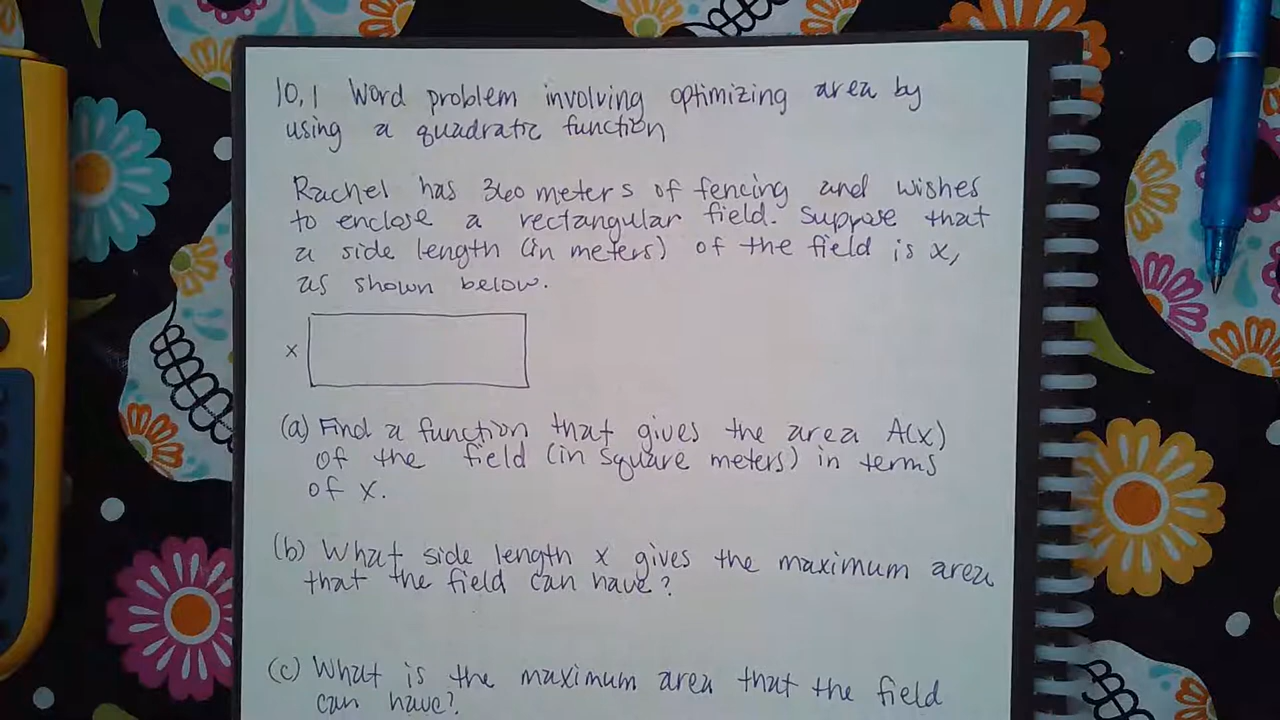 10.1 Word problem involving optimizing area by
using a quadratic function
Rachel has 360 meters of fencing and wishes
to enclose a rectangular field. Suppose that
a side length (in meters) of the field is x,
as shown below.
x
(a) Find a function that gives the area A(x)
of the field (in square meters) in terms
of x.
(b) What side length x gives the maximum area
that the field can have?
(c) What is the maximum area that the field
can have?